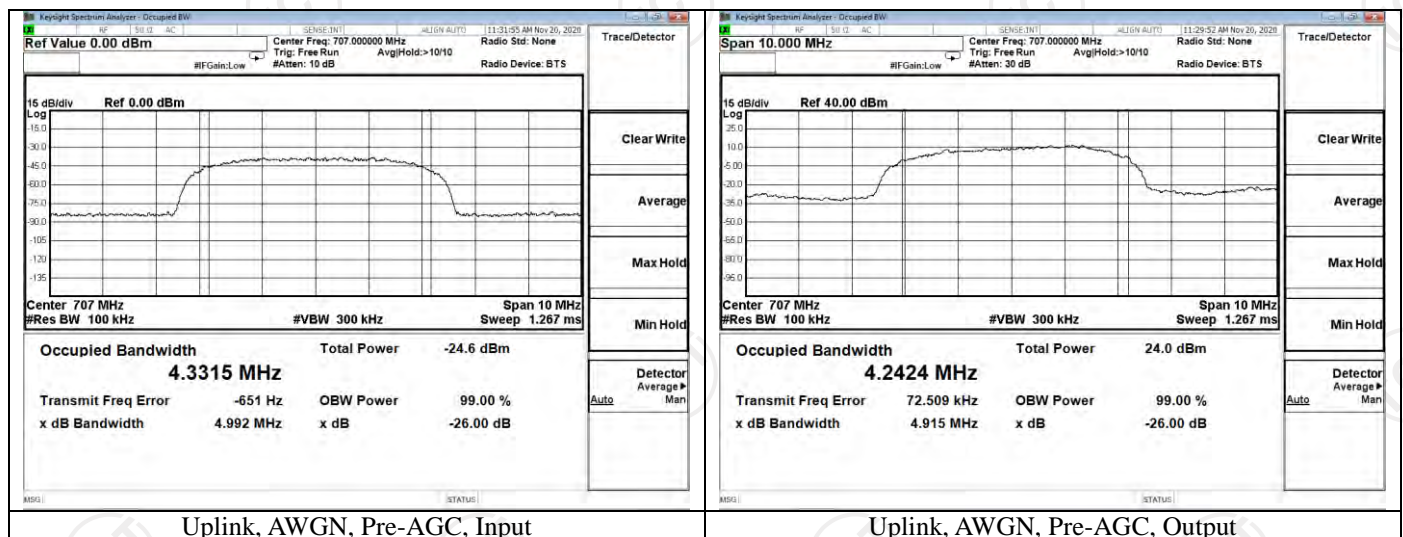 Keysight Spectrum Analyzer - Occupied BW
RF 50 Ω AC SENSE:INT ALIGN AUTO 11:31:55 AM Nov 20, 2020
Ref Value 0.00 dBm
Center Freq: 707.000000 MHz
Radio Std: None
Trig: Free Run
Avg|Hold:>10/10
#IFGain:Low
#Atten: 10 dB
Radio Device: BTS
15 dB/div
Ref 0.00 dBm
Log
-15.0
-30.0
-45.0
-60.0
-75.0
-90.0
-105
-120
-135
Center 707 MHz
Span 10 MHz
#Res BW 100 kHz
#VBW 300 kHz
Sweep 1.267 ms
Occupied Bandwidth
Total Power
-24.6 dBm
4.3315 MHz
Transmit Freq Error
-651 Hz
OBW Power
99.00 %
x dB Bandwidth
4.992 MHz
x dB
-26.00 dB
MSG
STATUS
Trace/Detector
Clear Write
Average
Max Hold
Min Hold
Detector
Average▶
Auto
Man
Uplink, AWGN, Pre-AGC, Input
Keysight Spectrum Analyzer - Occupied BW
RF 50 Ω AC SENSE:INT ALIGN AUTO 11:29:52 AM Nov 20, 2020
Span 10.000 MHz
Center Freq: 707.000000 MHz
Radio Std: None
Trig: Free Run
Avg|Hold:>10/10
#IFGain:Low
#Atten: 30 dB
Radio Device: BTS
15 dB/div
Ref 40.00 dBm
Log
25.0
10.0
-5.00
-20.0
-35.0
-50.0
-65.0
-80.0
-95.0
Center 707 MHz
Span 10 MHz
#Res BW 100 kHz
#VBW 300 kHz
Sweep 1.267 ms
Occupied Bandwidth
Total Power
24.0 dBm
4.2424 MHz
Transmit Freq Error
72.509 kHz
OBW Power
99.00 %
x dB Bandwidth
4.915 MHz
x dB
-26.00 dB
MSG
STATUS
Trace/Detector
Clear Write
Average
Max Hold
Min Hold
Detector
Average▶
Auto
Man
Uplink, AWGN, Pre-AGC, Output